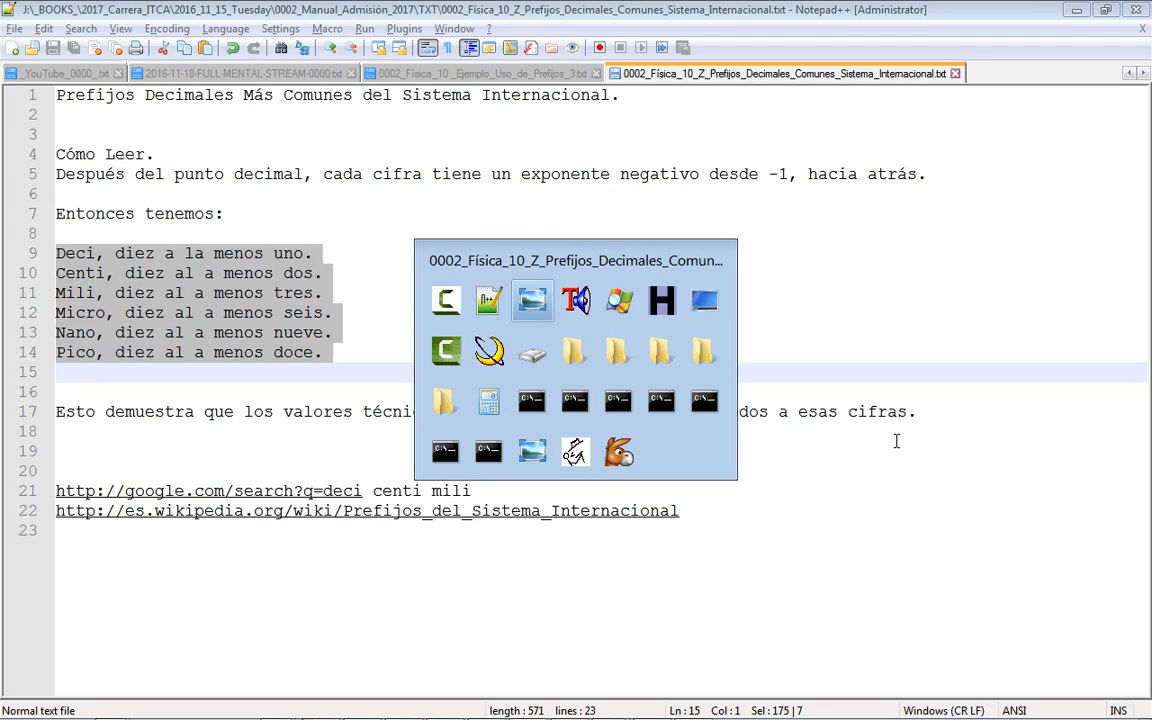 J:\_BOOKS_\2017_Carrera_ITCA\2016_11_15_Tuesday\0002_Manual_Admisión_2017\TXT\0002_Física_10_Z_Prefijos_Decimales_Comunes_Sistema_Internacional.txt - Notepad++ [Administrator]
File Edit Search View Encoding Language Settings Macro Run Plugins Window ? X
_YouTube_0000_.txt 2016-11-18-FULL-MENTAL-STREAM-0000.txt 0002_Física_10 _Ejemplo_Uso_de_Prefijos_3.txt 0002_Física_10_Z_Prefijos_Decimales_Comunes_Sistema_Internacional.txt
1 Prefijos Decimales Más Comunes del Sistema Internacional.
2
3
4 Cómo Leer.
5 Después del punto decimal, cada cifra tiene un exponente negativo desde -1, hacia atrás.
6
7 Entonces tenemos:
8
9 Deci, diez a la menos uno.
10 Centi, diez al a menos dos.
11 Mili, diez al a menos tres.
12 Micro, diez al a menos seis.
13 Nano, diez al a menos nueve.
14 Pico, diez al a menos doce.
15
16
17 Esto demuestra que los valores técni dos a esas cifras.
18
19
20
21 http://google.com/search?q=deci centi mili
22 http://es.wikipedia.org/wiki/Prefijos_del_Sistema_Internacional
23
0002_Física_10_Z_Prefijos_Decimales_Comun...
Normal text file length : 571 lines : 23 Ln : 15 Col : 1 Sel : 175 | 7 Windows (CR LF) ANSI INS